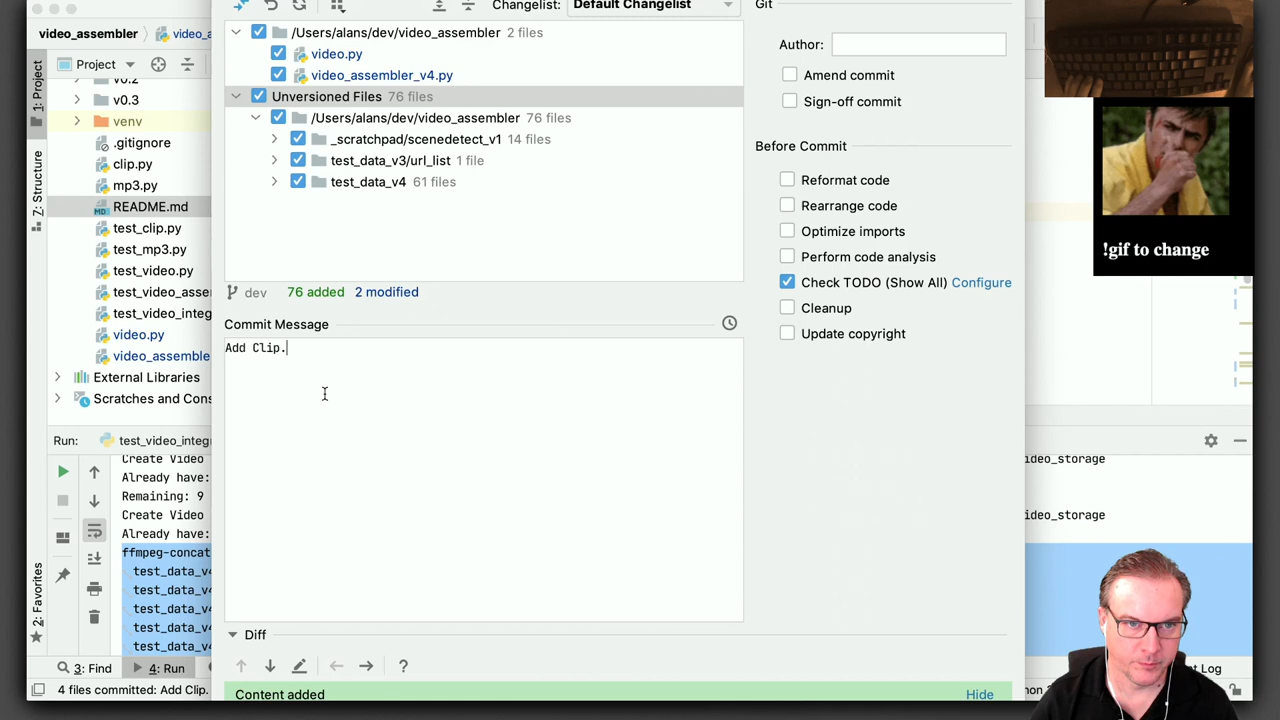 Changelist: Default Changelist
Git
video_assembler
video_a
/Users/alans/dev/video_assembler 2 files
video.py
video_assembler_v4.py
Unversioned Files 76 files
/Users/alans/dev/video_assembler 76 files
_scratchpad/scenedetect_v1 14 files
test_data_v3/url_list 1 file
test_data_v4 61 files
dev 76 added 2 modified
Commit Message
Add Clip.
Diff
Content added
Hide
Author:
Amend commit
Sign-off commit
Before Commit
Reformat code
Rearrange code
Optimize imports
Perform code analysis
Check TODO (Show All) Configure
Cleanup
Update copyright
!gif to change
1: Project
Z: Structure
2: Favorites
Project
v0.2
v0.3
venv
.gitignore
clip.py
mp3.py
README.md
test_clip.py
test_mp3.py
test_video.py
test_video_asse
test_video_integ
video.py
video_assemble
External Libraries
Scratches and Cons
Run: test_video_integ
Create Video
Already have:
Remaining: 9
Create Video
Already have:
ffmpeg-concat
test_data_v4
test_data_v4
test_data_v4
test_data_v4
test_data_v4
ideo_storage
ideo_storage
3: Find
4: Run
t Log
4 files committed: Add Clip.